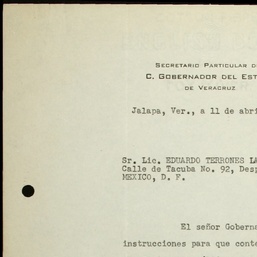 SECRETARIO PARTICULAR D
C. GOBERNADOR DEL EST
DE VERACRUZ
Jalapa, Ver., a 11 de abri
Sr. Lic. EDUARDO TERRONES LA
Calle de Tacuba No. 92, Desp
MEXICO, D. F.
El señor Goberna
instrucciones para que conte